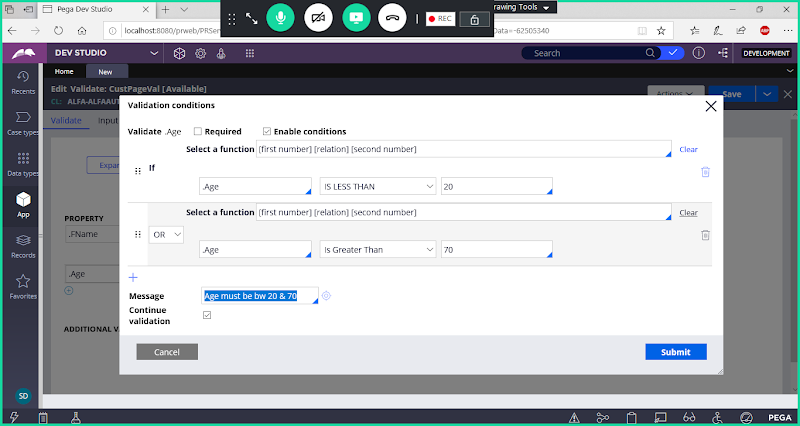 Pega Dev Studio
rawing Tools
REC
localhost:8080/prweb/PRSer
Data=-62505340
DEV STUDIO
Search
DEVELOPMENT
Home
New
Recents
Case types
Data types
App
Records
Favorites
SD
Edit Validate: CustPageVal [Available]
CL: ALFA-ALFAAUT
Actions
Save
Validate
Input
Expan
PROPERTY
.FName
.Age
ADDITIONAL VA
Validation conditions
Validate .Age
Required
Enable conditions
Select a function
[first number] [relation] [second number]
Clear
If
.Age
IS LESS THAN
20
Select a function
[first number] [relation] [second number]
Clear
OR
.Age
Is Greater Than
70
Message
Age must be bw 20 & 70
Continue
validation
Cancel
Submit
PEGA